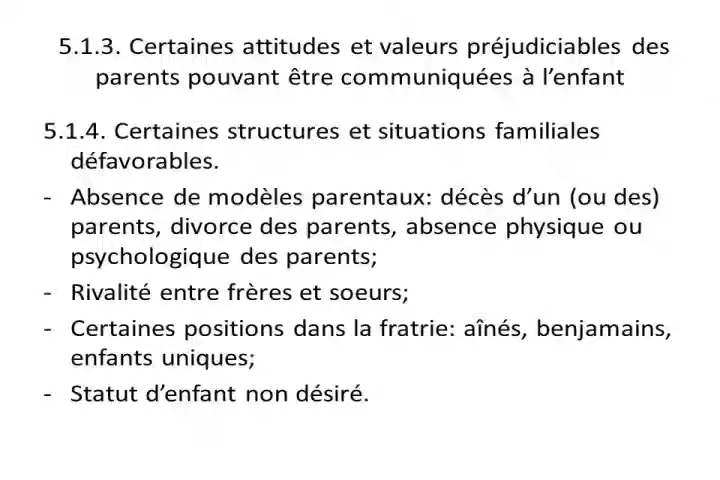 5.1.3. Certaines attitudes et valeurs préjudiciables des
parents pouvant être communiquées à l’enfant
5.1.4. Certaines structures et situations familiales
défavorables.
- Absence de modèles parentaux: décès d’un (ou des)
parents, divorce des parents, absence physique ou
psychologique des parents;
- Rivalité entre frères et soeurs;
- Certaines positions dans la fratrie: aînés, benjamains,
enfants uniques;
- Statut d’enfant non désiré.